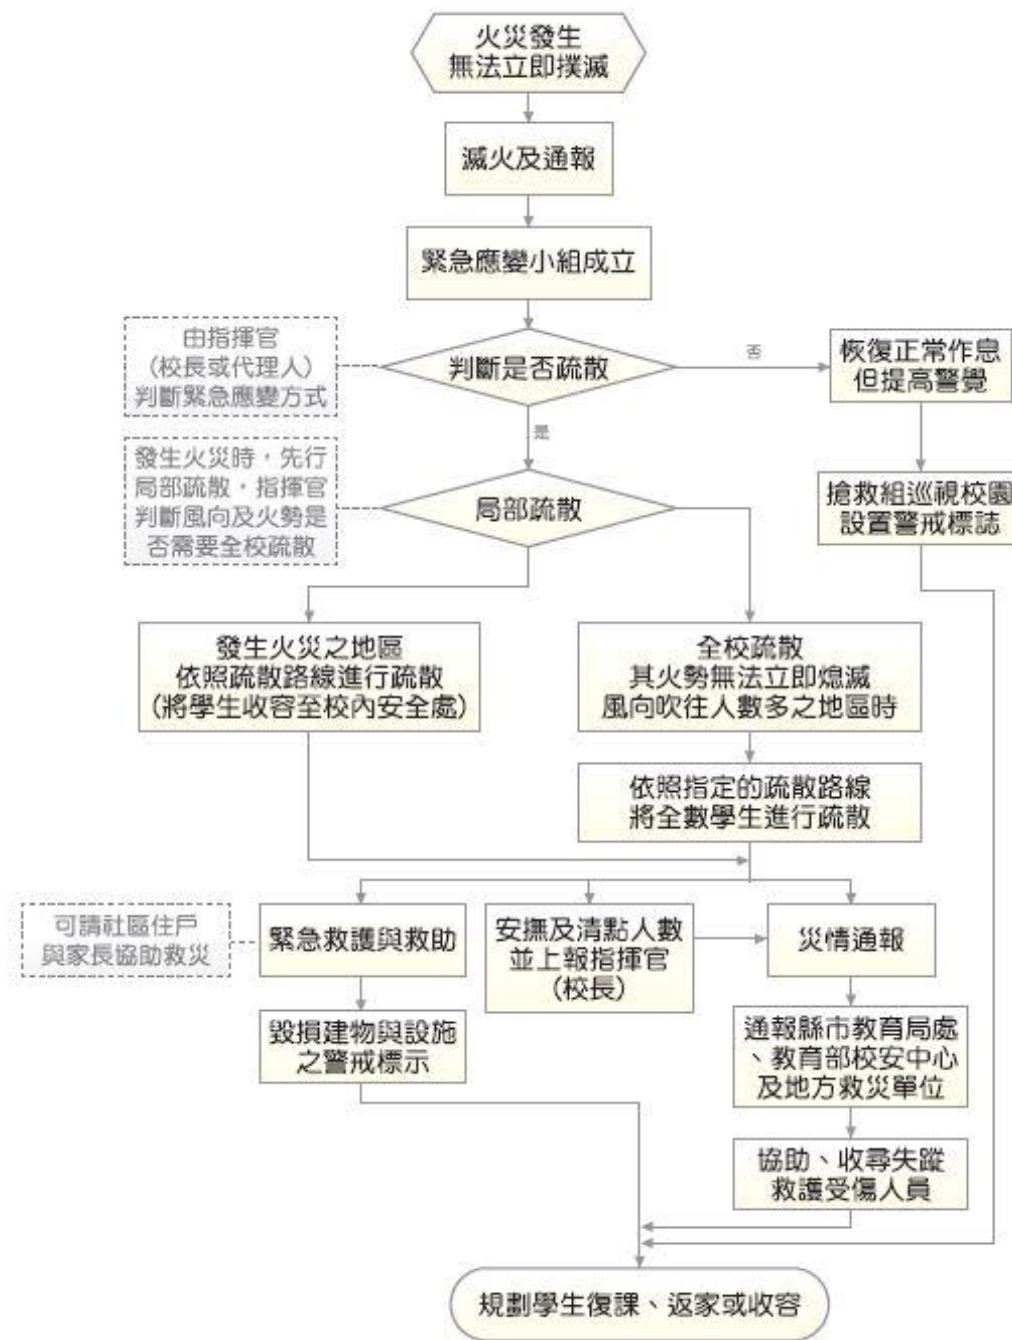 火災發生
無法立即撲滅
滅火及通報
緊急應變小組成立
由指揮官
(校長或代理人)
判斷緊急應變方式
判斷是否疏散
否
恢復正常作息
但提高警覺
是
發生火災時，先行
局部疏散，指揮官
判斷風向及火勢是
否需要全校疏散
局部疏散
搶救組巡視校園
設置警戒標誌
發生火災之地區
依照疏散路線進行疏散
(將學生收容至校內安全處)
全校疏散
其火勢無法立即熄滅
風向吹往人數多之地區時
依照指定的疏散路線
將全數學生進行疏散
可請社區住戶
與家長協助救災
緊急救護與救助
安撫及清點人數
並上報指揮官
(校長)
災情通報
毀損建物與設施
之警戒標示
通報縣市教育局處
、教育部校安中心
及地方救災單位
協助、收尋失蹤
救護受傷人員
規劃學生復課、返家或收容